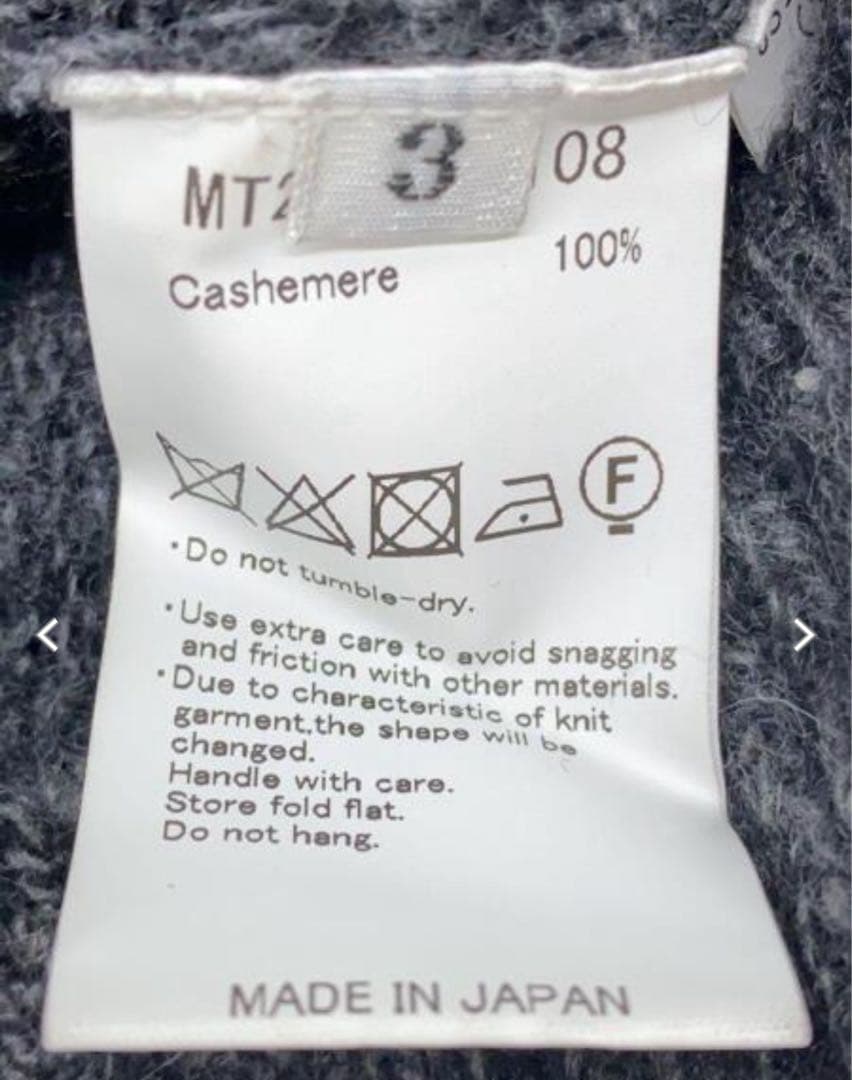 3
MT2 08
100%
Cashemere
F
・Do not tumble-dry.
・Use extra care to avoid snagging
and friction with other materials.
・Due to characteristic of knit
garment,the shape will be
changed.
Handle with care.
Store fold flat.
Do not hang.
MADE IN JAPAN